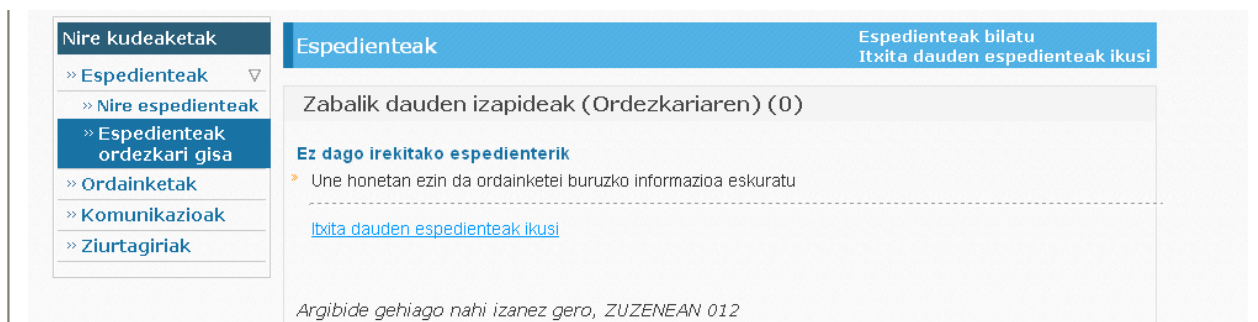 Nire kudeaketak
» Espedienteak ▽
» Nire espedienteak
» Espedienteak
ordezkari gisa
» Ordainketak
» Komunikazioak
» Ziurtagiriak
Espedienteak
Espedienteak bilatu
Itxita dauden espedienteak ikusi
Zabalik dauden izapideak (Ordezkariaren) (0)
Ez dago irekitako espedienterik
» Une honetan ezin da ordainketei buruzko informazioa eskuratu
Itxita dauden espedienteak ikusi
Argibide gehiago nahi izanez gero, ZUZENEAN 012